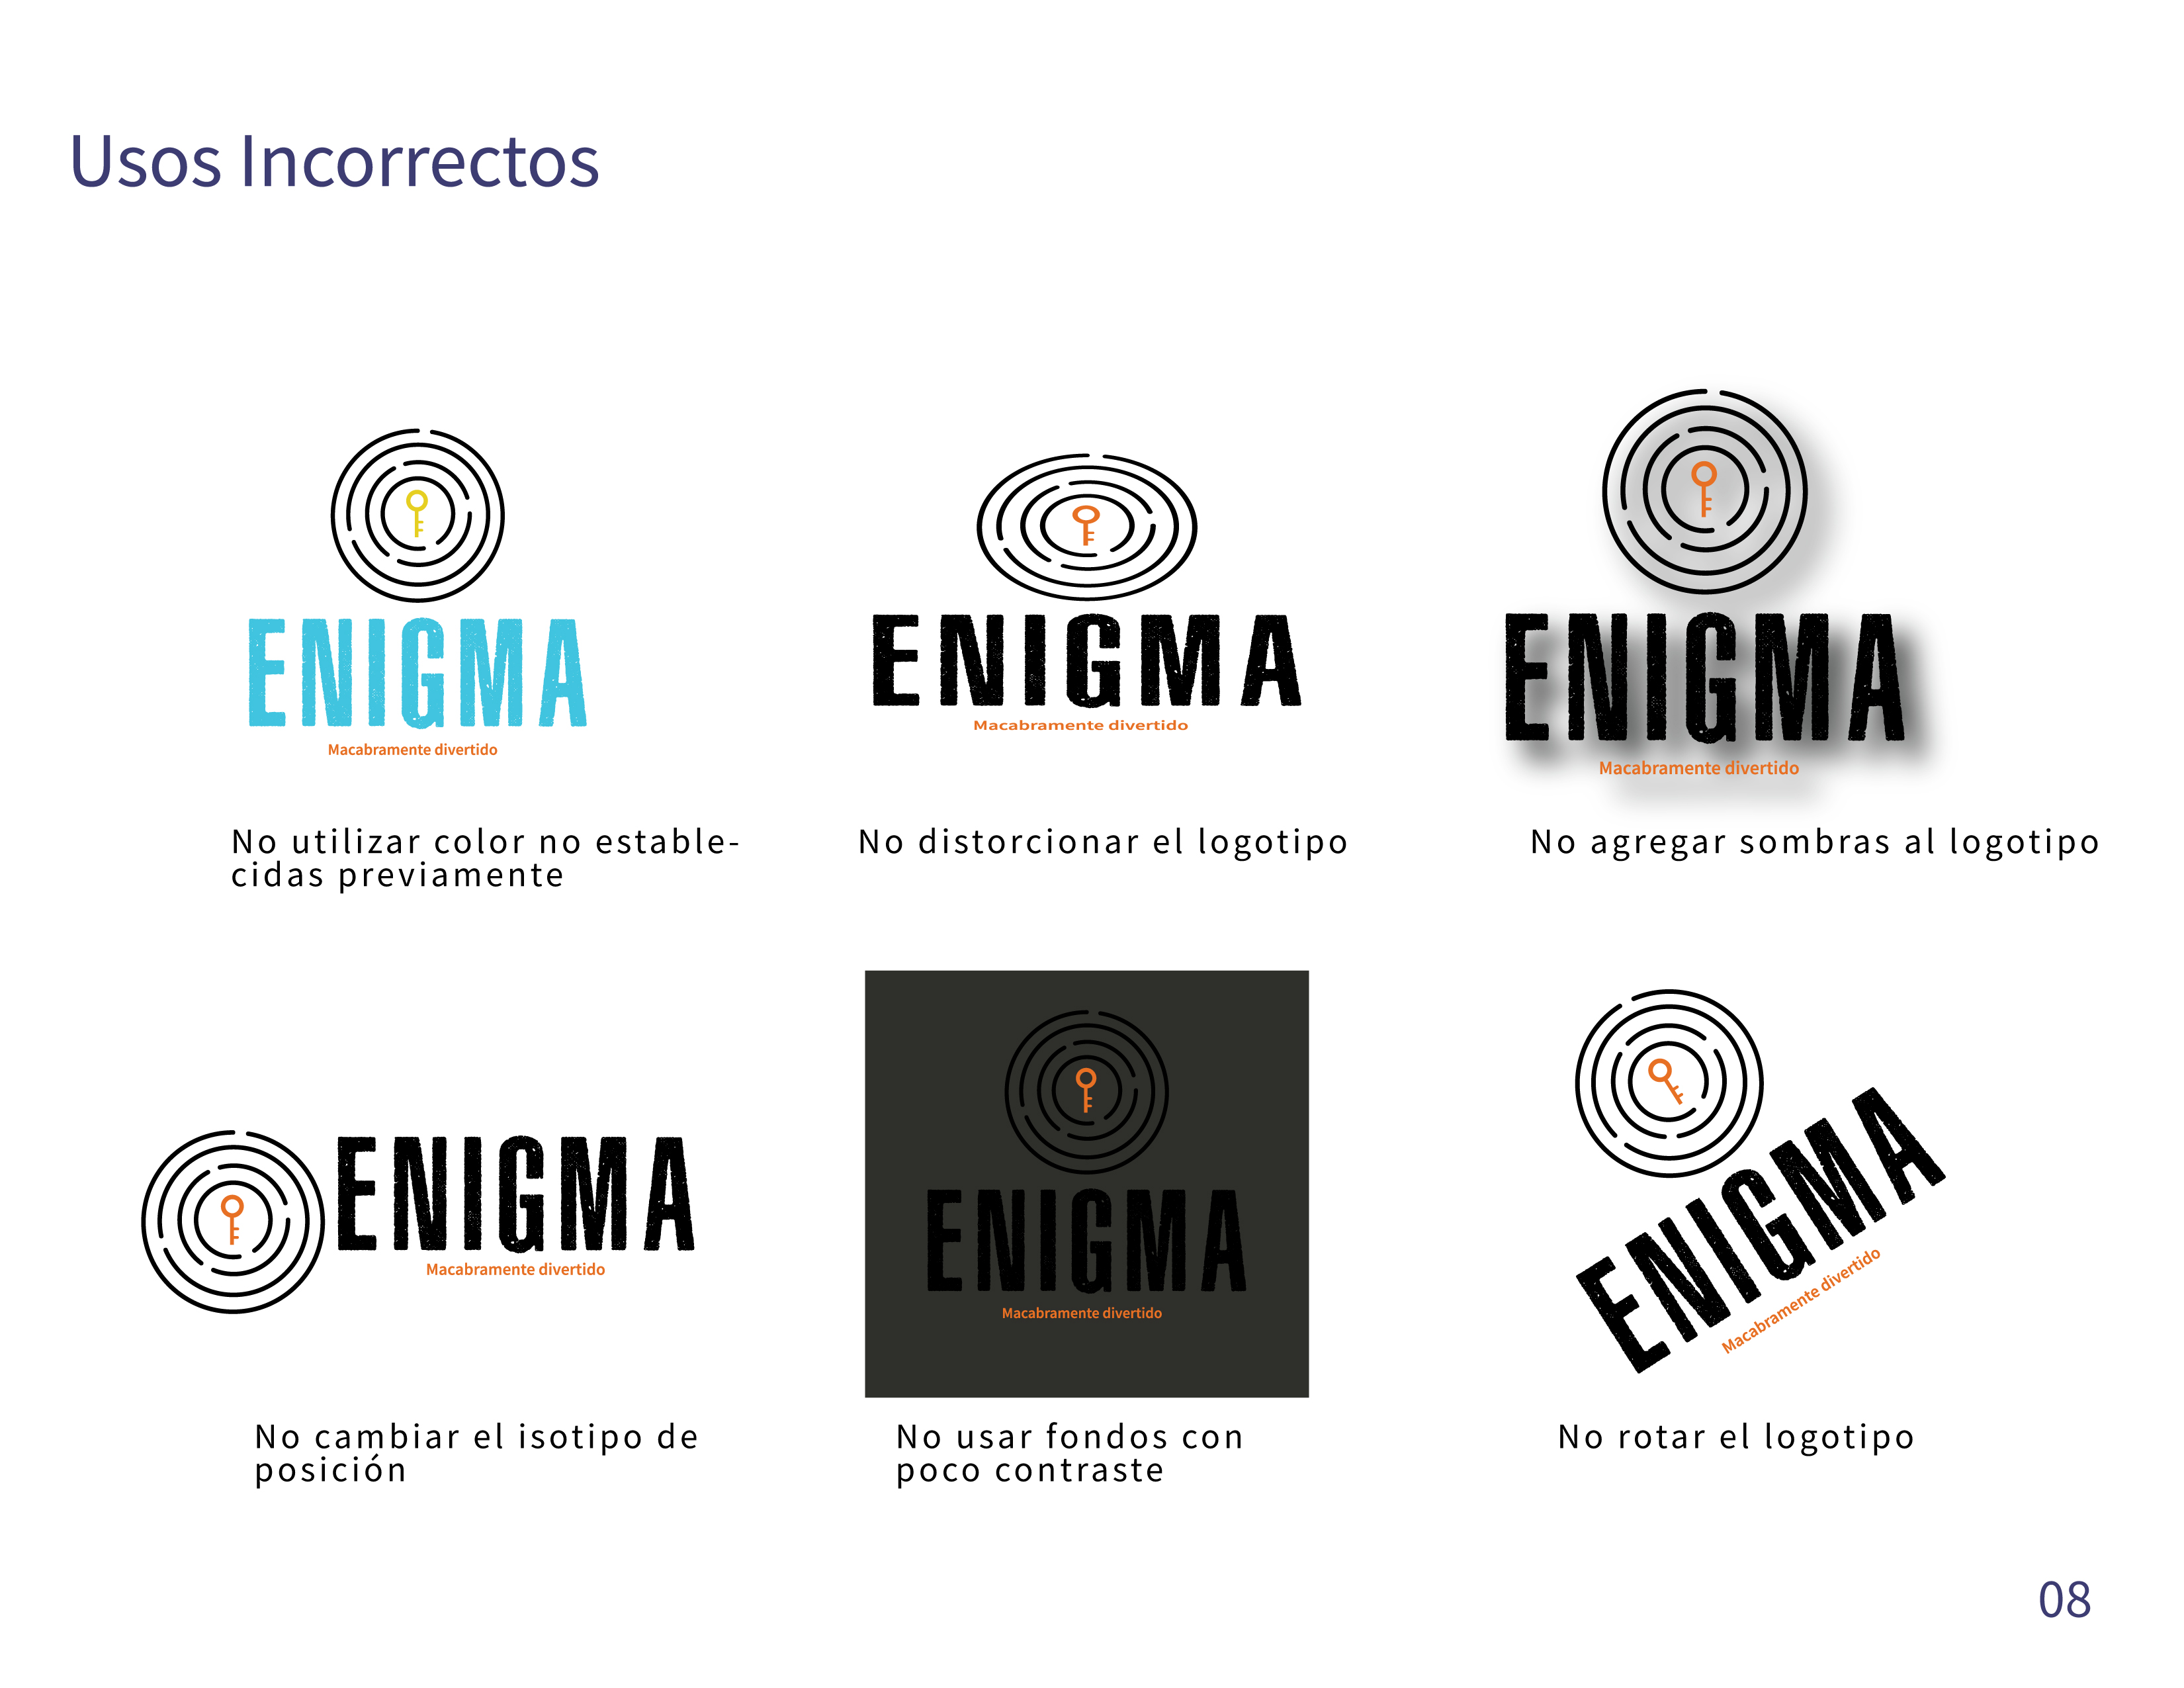 Usos Incorrectos
ENIGMA
Macabramente divertido
No utilizar color no estable-
cidas previamente
ENIGMA
Macabramente divertido
No distorcionar el logotipo
ENIGMA
Macabramente divertido
No agregar sombras al logotipo
ENIGMA
Macabramente divertido
No cambiar el isotipo de
posición
ENIGMA
Macabramente divertido
No usar fondos con
poco contraste
ENIGMA
Macabramente divertido
No rotar el logotipo
08